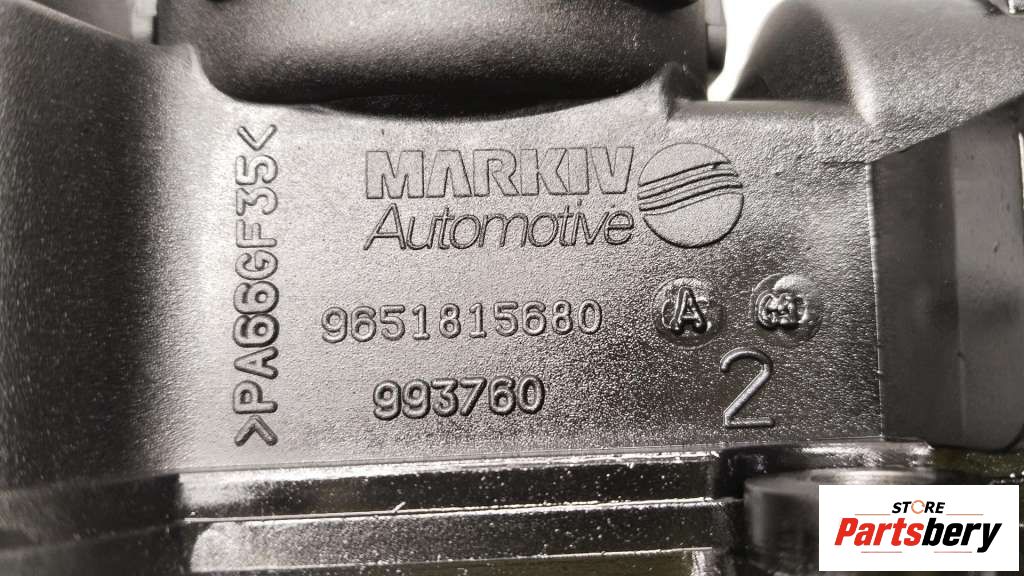 >PA66GF35<
MARKIV
Automotive
9651815680
A
993760
2
STORE
Partsbery